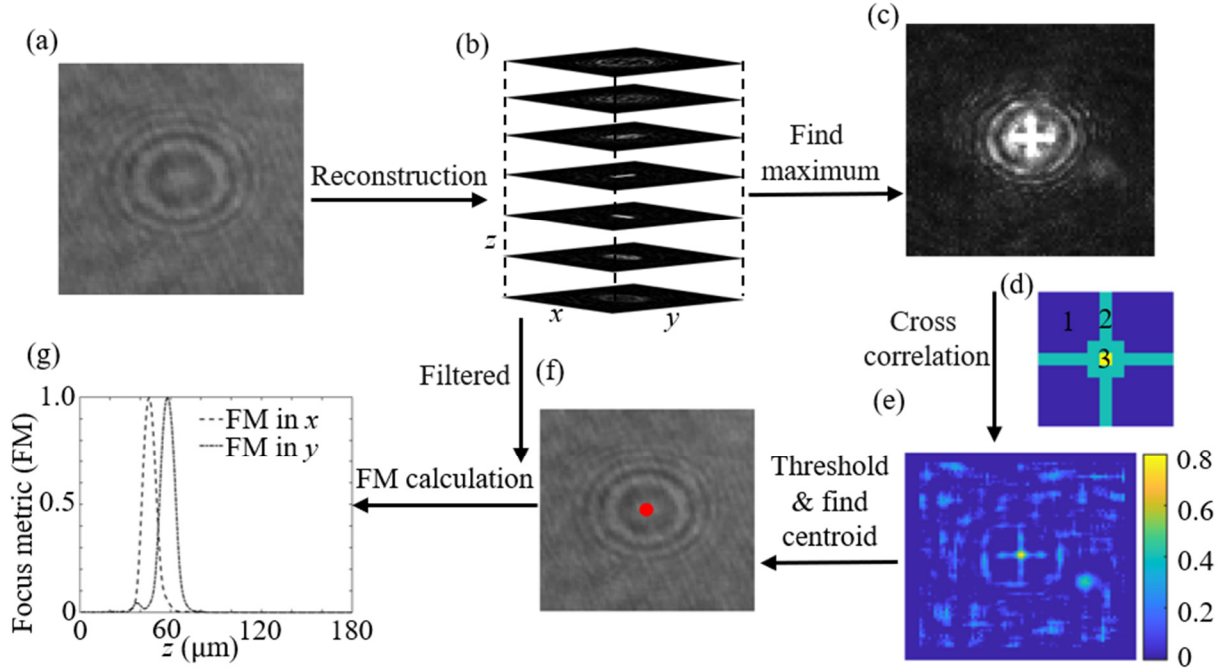 (a)
Reconstruction
(b)
z
x
y
Find
maximum
(c)
Cross
correlation
(d)
1
2
3
(e)
0.8
0.6
0.4
0.2
0
Threshold
& find
centroid
Filtered
(f)
FM calculation
(g)
Focus metric (FM)
1.0
0.5
0
FM in x
FM in y
0
60
120
180
z (μm)